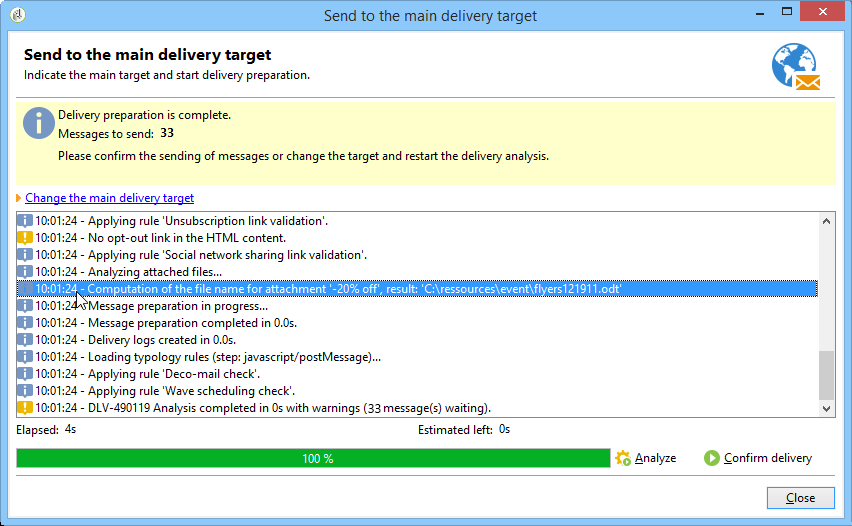 Send to the main delivery target
Send to the main delivery target
Indicate the main target and start delivery preparation.
Delivery preparation is complete.
Messages to send: 33
Please confirm the sending of messages or change the target and restart the delivery analysis.
Change the main delivery target
10:01:24 - Applying rule 'Unsubscription link validation'.
10:01:24 - No opt-out link in the HTML content.
10:01:24 - Applying rule 'Social network sharing link validation'.
10:01:24 - Analyzing attached files...
10:01:24 - Computation of the file name for attachment '-20% off', result: 'C:\ressources\event\flyers121911.odt'
10:01:24 - Message preparation in progress...
10:01:24 - Message preparation completed in 0.0s.
10:01:24 - Delivery logs created in 0.0s.
10:01:24 - Loading typology rules (step: javascript/postMessage)...
10:01:24 - Applying rule 'Deco-mail check'.
10:01:24 - Applying rule 'Wave scheduling check'.
10:01:24 - DLV-490119 Analysis completed in 0s with warnings (33 message(s) waiting).
Elapsed: 4s Estimated left: 0s
100 % Analyze Confirm delivery
Close